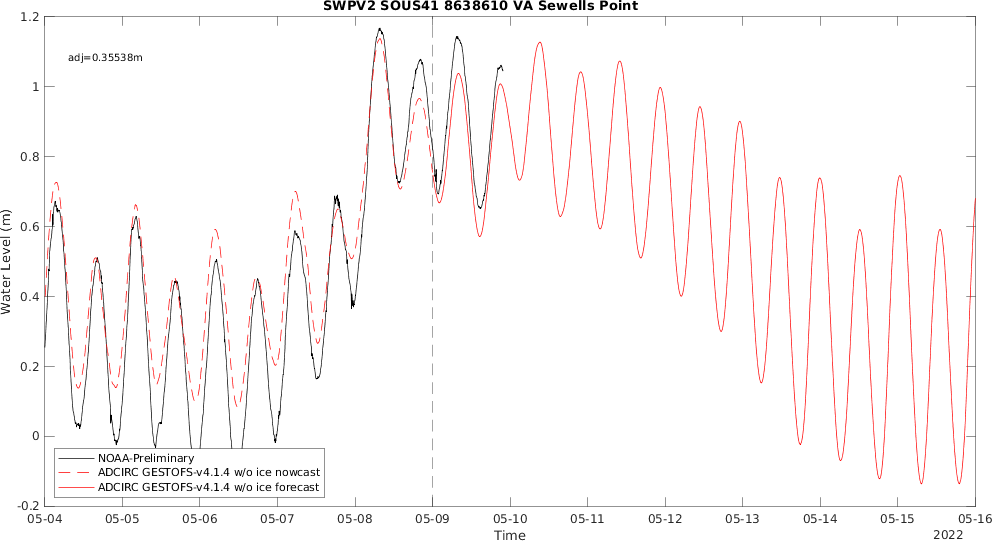 SWPV2 SOUS41 8638610 VA Sewells Point
adj=0.35538m
Water Level (m)
1.2
1
0.8
0.6
0.4
0.2
0
-0.2
NOAA-Preliminary
ADCIRC GESTOFS-v4.1.4 w/o ice nowcast
ADCIRC GESTOFS-v4.1.4 w/o ice forecast
05-04 05-05 05-06 05-07 05-08 05-09 05-10 05-11 05-12 05-13 05-14 05-15 05-16
Time
2022